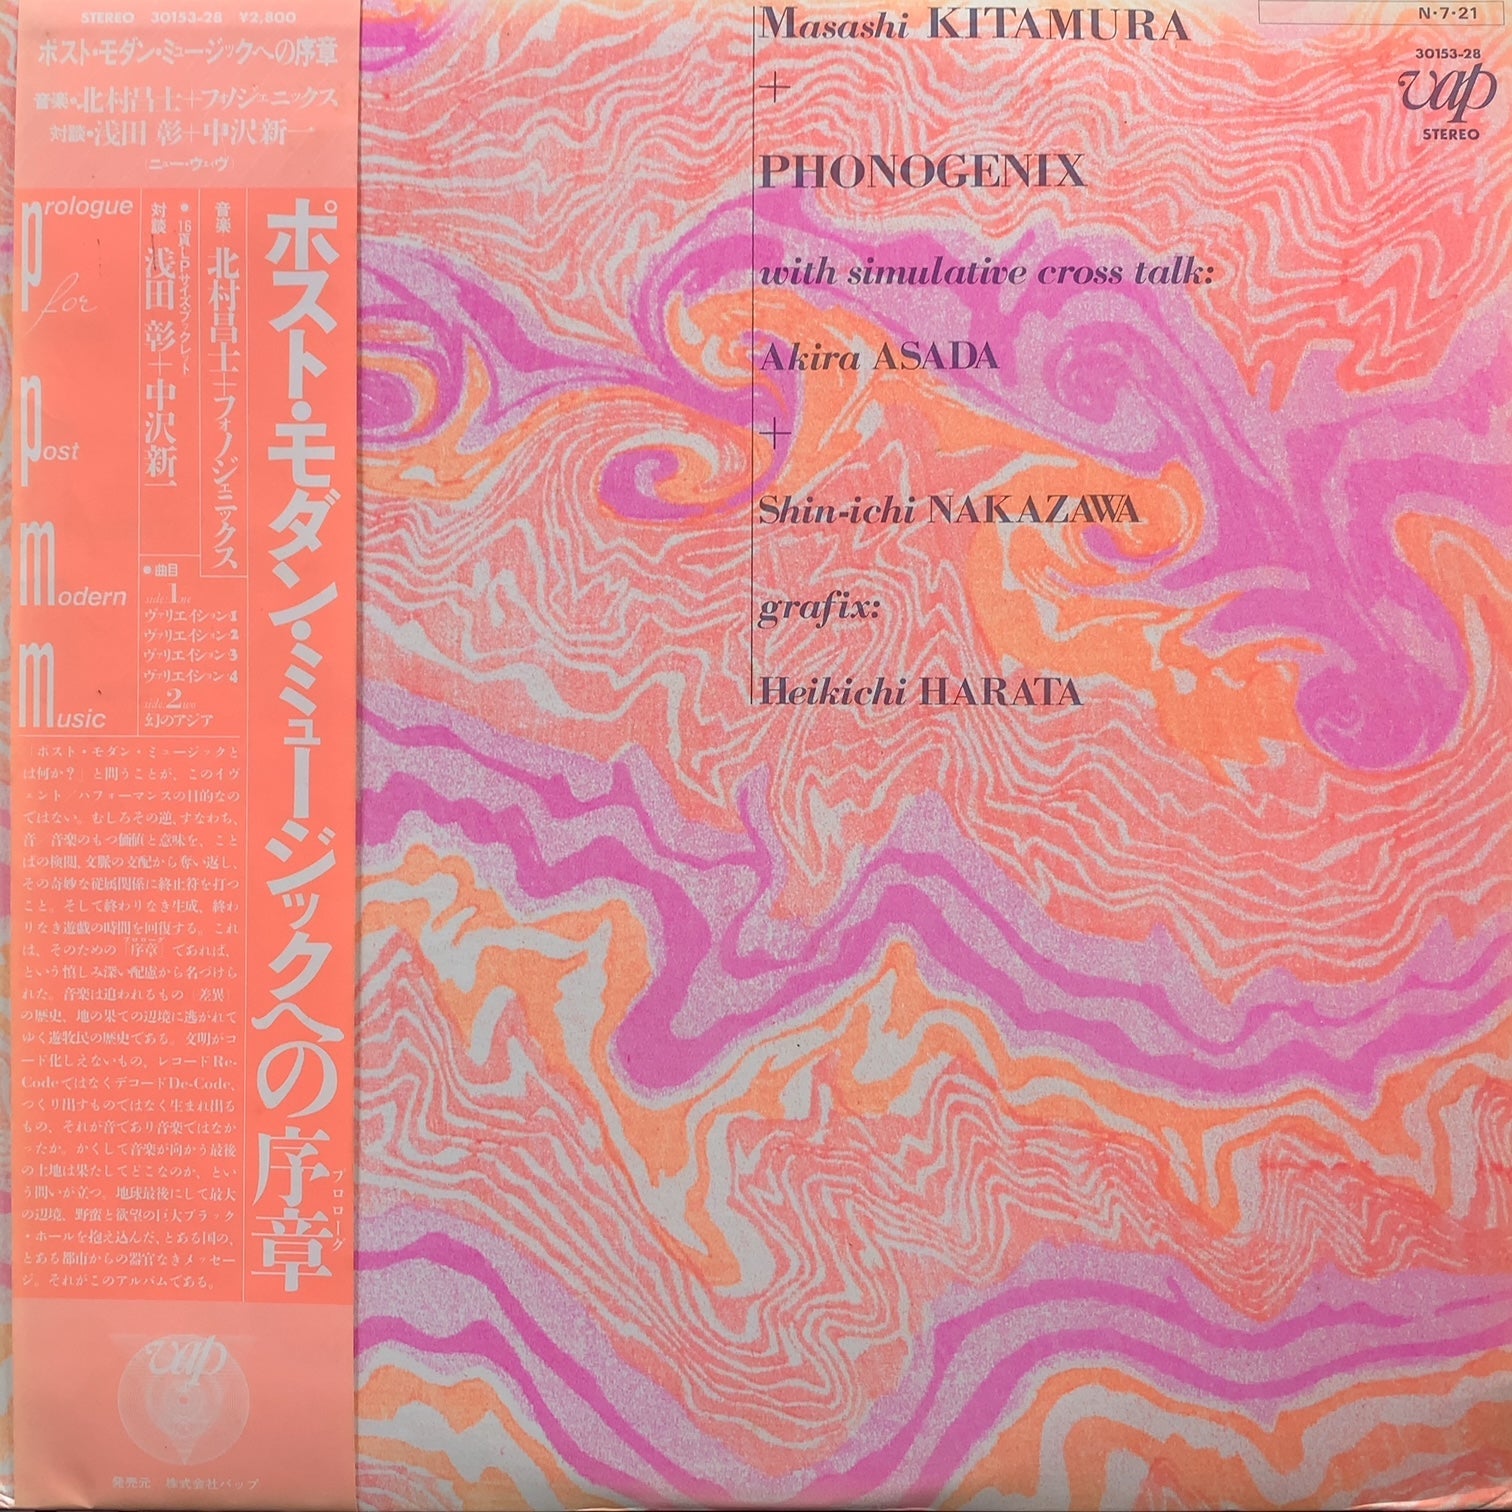 STEREO 30153-28 ¥2,800
ポスト・モダン・ミュージックへの序章
音楽・北村昌士+フォノジェニックス
対談・浅田 彰+中沢新一
(ニュー・ウェイヴ)
ポスト・モダン・ミュージックへの序章
プロローグ
音楽 北村昌士+フォノジェニックス
●16頁LPサイズ・ブックレイト
対談 浅田 彰+中沢新一
●曲目
side.1.ne
ヴァリエイション・1
ヴァリエイション・2
ヴァリエイション・3
ヴァリエイション・4
side.2.two
幻のアジア
prologue
for
post
modern
music
「ポスト・モダン・ミュージックと
は何か?」と問うことが、このイヴ
ェント/パフォーマンスの目的なの
ではない。むしろその逆、すなわち、
音—音楽のもつ価値と意味を、こと
ばの検閲、文脈の支配から奪い返し、
その奇妙な従属関係に終止符を打つ
こと。そして終わりなき生成、終わ
りなき遊戯の時間を回復する。これ
は、そのための「序章」であれば、
プロローグ
という慎しみ深い配慮から名づけら
れた。音楽は追われるもの〔差異〕
の歴史、地の果ての辺境に逃がれて
ゆく遊牧民の歴史である。文明がコ
ード化しえないもの、レコードRe-
CodeではなくデコードDe-Code、
つくり出すものではなく生まれ出る
もの、それが音であり音楽ではなか
ったか。かくして音楽が向かう最後
の土地は果たしてどこなのか、とい
う問いが立つ。地球最後にして最大
の辺境、野蛮と欲望の巨大ブラック
・ホールを抱え込んだ、とある国の、
とある都市からの器官なきメッセー
ジ。それがこのアルバムである。
vap
発売元 株式会社バップ
Masashi KITAMURA
+
PHONOGENIX
with simulative cross talk:
Akira ASADA
+
Shin-ichi NAKAZAWA
grafix:
Heikichi HARATA
N・7・21
30153-28
vap
STEREO